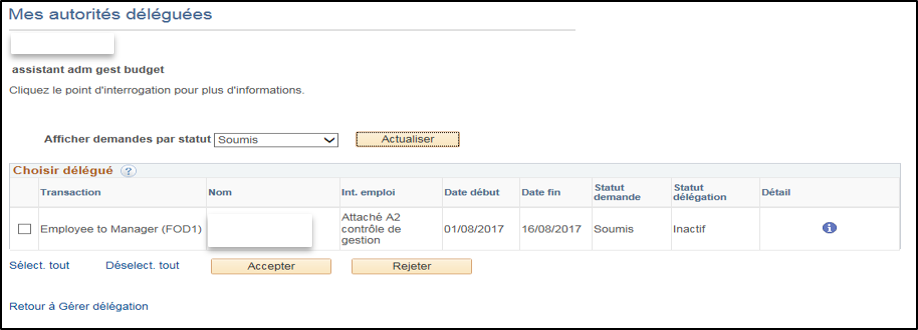 Mes autorités déléguées
assistant adm gest budget
Cliquez le point d'interrogation pour plus d'informations.
Afficher demandes par statut Soumis Actualiser
Choisir délégué ?
Transaction Nom Int. emploi Date début Date fin Statut demande Statut délégation Détail
Employee to Manager (FOD1) Attaché A2 contrôle de gestion 01/08/2017 16/08/2017 Soumis Inactif i
Sélect. tout Déselect. tout Accepter Rejeter
Retour à Gérer délégation